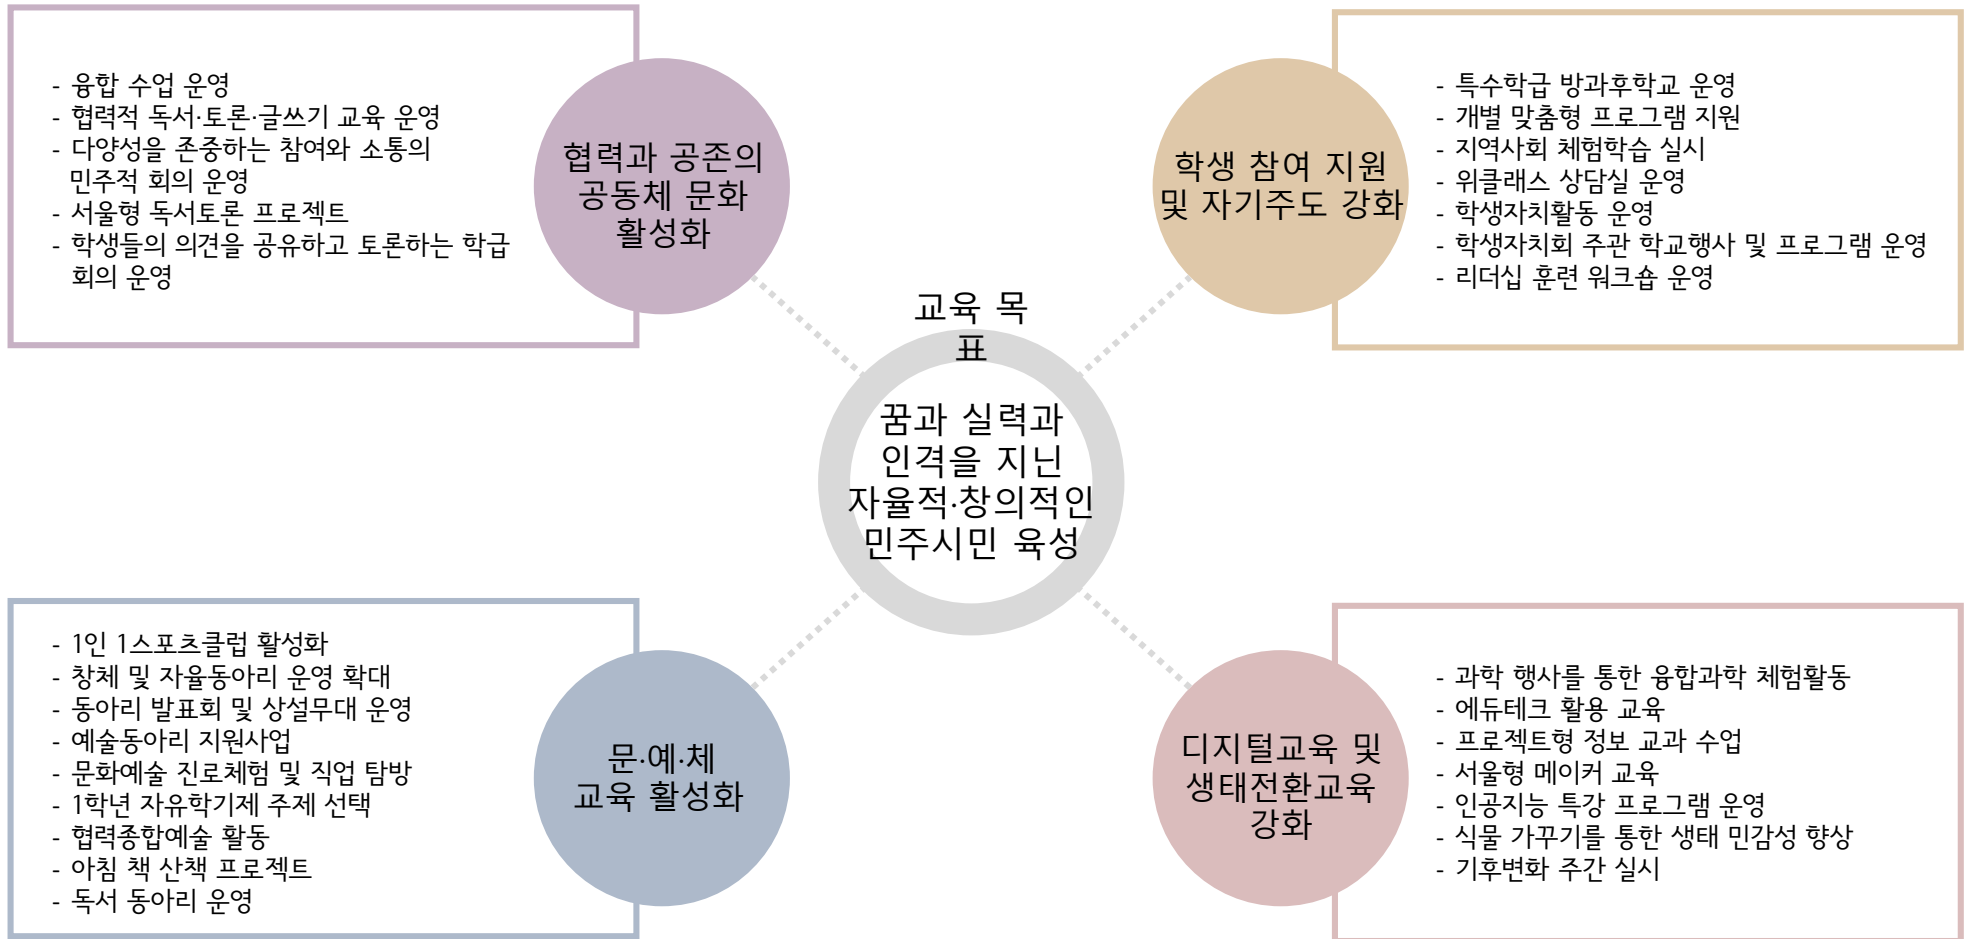 - 융합 수업 운영
- 협력적 독서·토론·글쓰기 교육 운영
- 다양성을 존중하는 참여와 소통의
민주적 회의 운영
- 서울형 독서토론 프로젝트
- 학생들의 의견을 공유하고 토론하는 학급
회의 운영
협력과 공존의
공동체 문화
활성화
학생 참여 지원
및 자기주도 강화
- 특수학급 방과후학교 운영
- 개별 맞춤형 프로그램 지원
- 지역사회 체험학습 실시
- 위클래스 상담실 운영
- 학생자치활동 운영
- 학생자치회 주관 학교행사 및 프로그램 운영
- 리더십 훈련 워크숍 운영
교육 목
표
꿈과 실력과
인격을 지닌
자율적·창의적인
민주시민 육성
- 1인 1스포츠클럽 활성화
- 창체 및 자율동아리 운영 확대
- 동아리 발표회 및 상설무대 운영
- 예술동아리 지원사업
- 문화예술 진로체험 및 직업 탐방
- 1학년 자유학기제 주제 선택
- 협력종합예술 활동
- 아침 책 산책 프로젝트
- 독서 동아리 운영
문·예·체
교육 활성화
디지털교육 및
생태전환교육
강화
- 과학 행사를 통한 융합과학 체험활동
- 에듀테크 활용 교육
- 프로젝트형 정보 교과 수업
- 서울형 메이커 교육
- 인공지능 특강 프로그램 운영
- 식물 가꾸기를 통한 생태 민감성 향상
- 기후변화 주간 실시